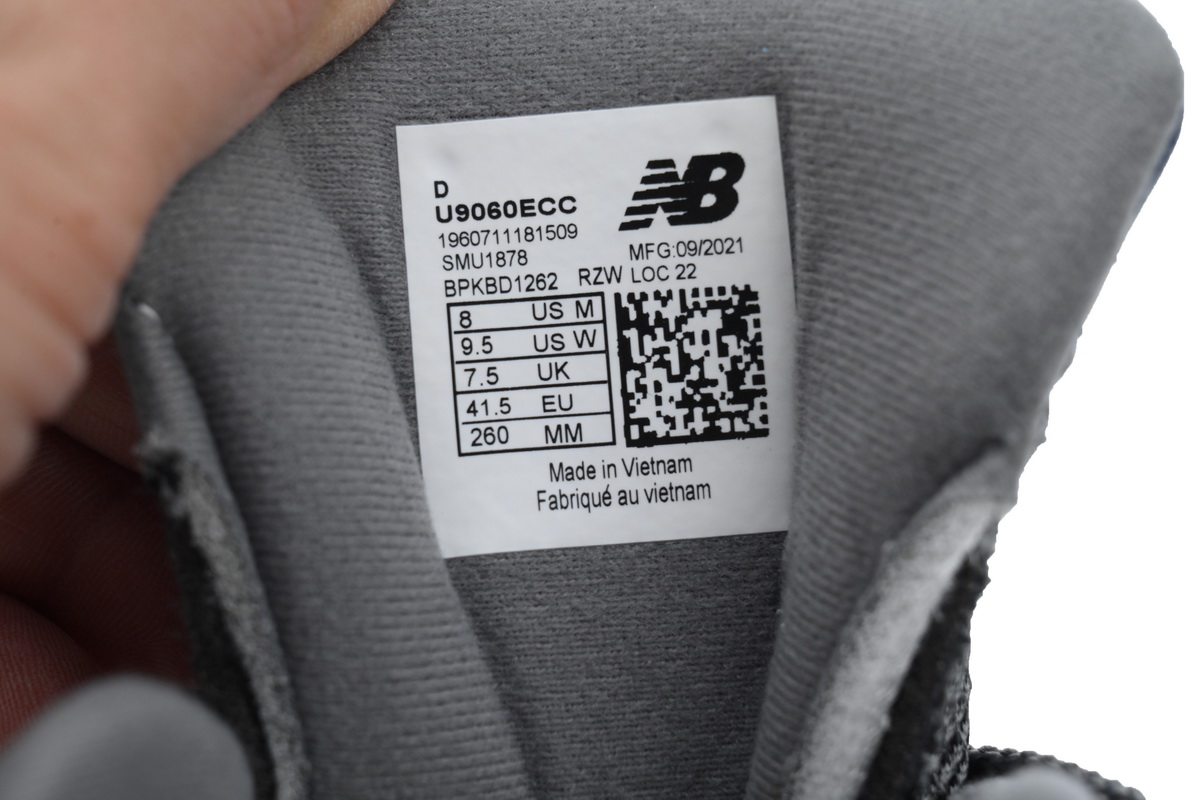 D
U9060ECC
NB
1960711181509
SMU1878
MFG:09/2021
BPKBD1262 RZW LOC 22
8 US M
9.5 US W
7.5 UK
41.5 EU
260 MM
Made in Vietnam
Fabriqué au vietnam